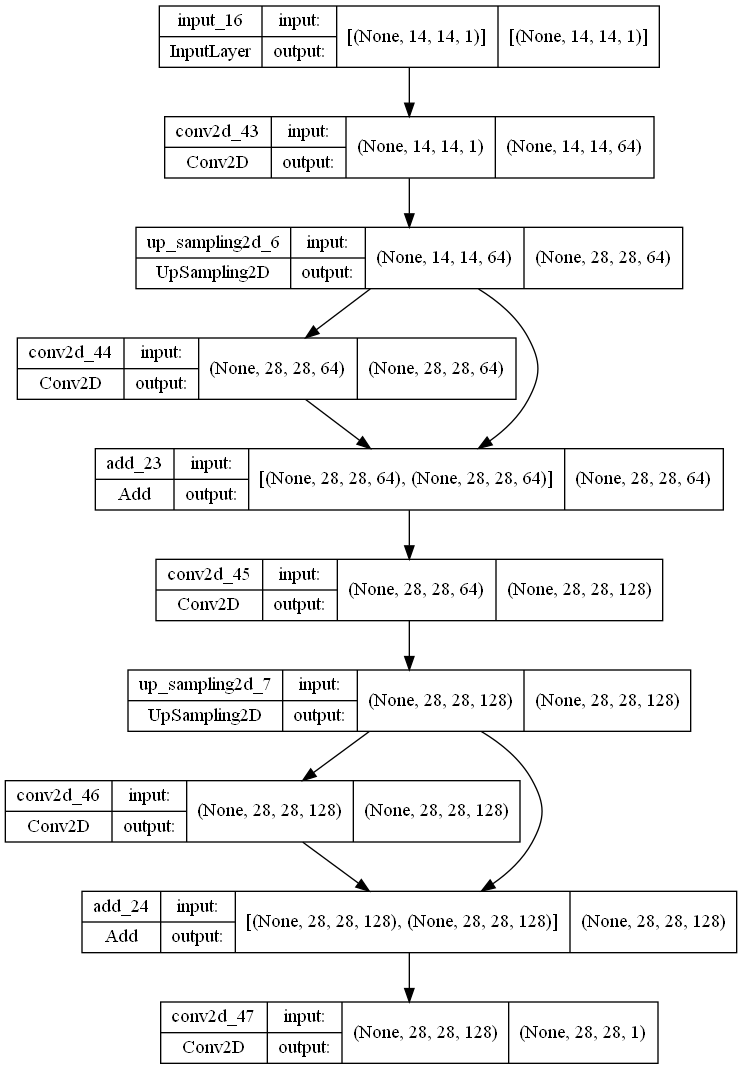 input_16 input: [(None, 14, 14, 1)] [(None, 14, 14, 1)]
InputLayer output:
conv2d_43 input: (None, 14, 14, 1) (None, 14, 14, 64)
Conv2D output:
up_sampling2d_6 input: (None, 14, 14, 64) (None, 28, 28, 64)
UpSampling2D output:
conv2d_44 input: (None, 28, 28, 64) (None, 28, 28, 64)
Conv2D output:
add_23 input: [(None, 28, 28, 64), (None, 28, 28, 64)] (None, 28, 28, 64)
Add output:
conv2d_45 input: (None, 28, 28, 64) (None, 28, 28, 128)
Conv2D output:
up_sampling2d_7 input: (None, 28, 28, 128) (None, 28, 28, 128)
UpSampling2D output:
conv2d_46 input: (None, 28, 28, 128) (None, 28, 28, 128)
Conv2D output:
add_24 input: [(None, 28, 28, 128), (None, 28, 28, 128)] (None, 28, 28, 128)
Add output:
conv2d_47 input: (None, 28, 28, 128) (None, 28, 28, 1)
Conv2D output: